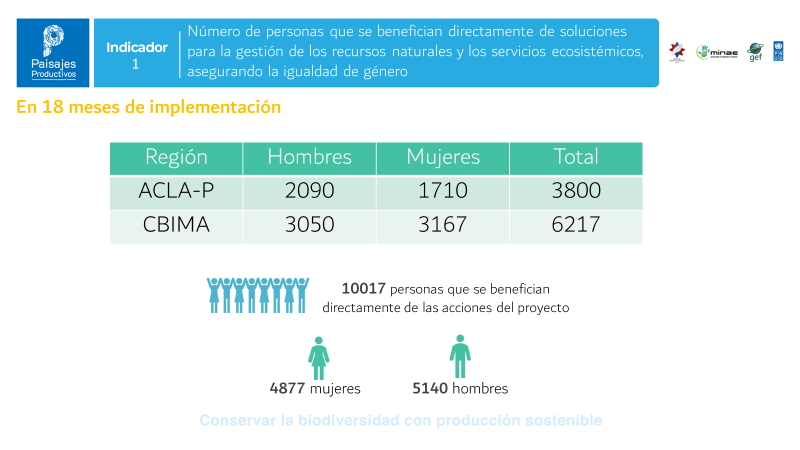 Paisajes
Productivos
Indicador
1
Número de personas que se benefician directamente de soluciones
para la gestión de los recursos naturales y los servicios ecosistémicos,
asegurando la igualdad de género
minae
gef
En 18 meses de implementación
Región Hombres Mujeres Total
ACLA-P 2090 1710 3800
CBIMA 3050 3167 6217
10017 personas que se benefician
directamente de las acciones del proyecto
4877 mujeres 5140 hombres
Conservar la biodiversidad con producción sostenible